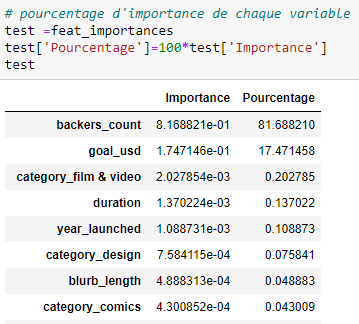 # pourcentage d'importance de chaque variable
test =feat_importances
test['Pourcentage']=100*test['Importance']
test
Importance Pourcentage
backers_count 8.168821e-01 81.688210
goal_usd 1.747146e-01 17.471458
category_film & video 2.027854e-03 0.202785
duration 1.370224e-03 0.137022
year_launched 1.088731e-03 0.108873
category_design 7.584115e-04 0.075841
blurb_length 4.888313e-04 0.048883
category_comics 4.300852e-04 0.043009